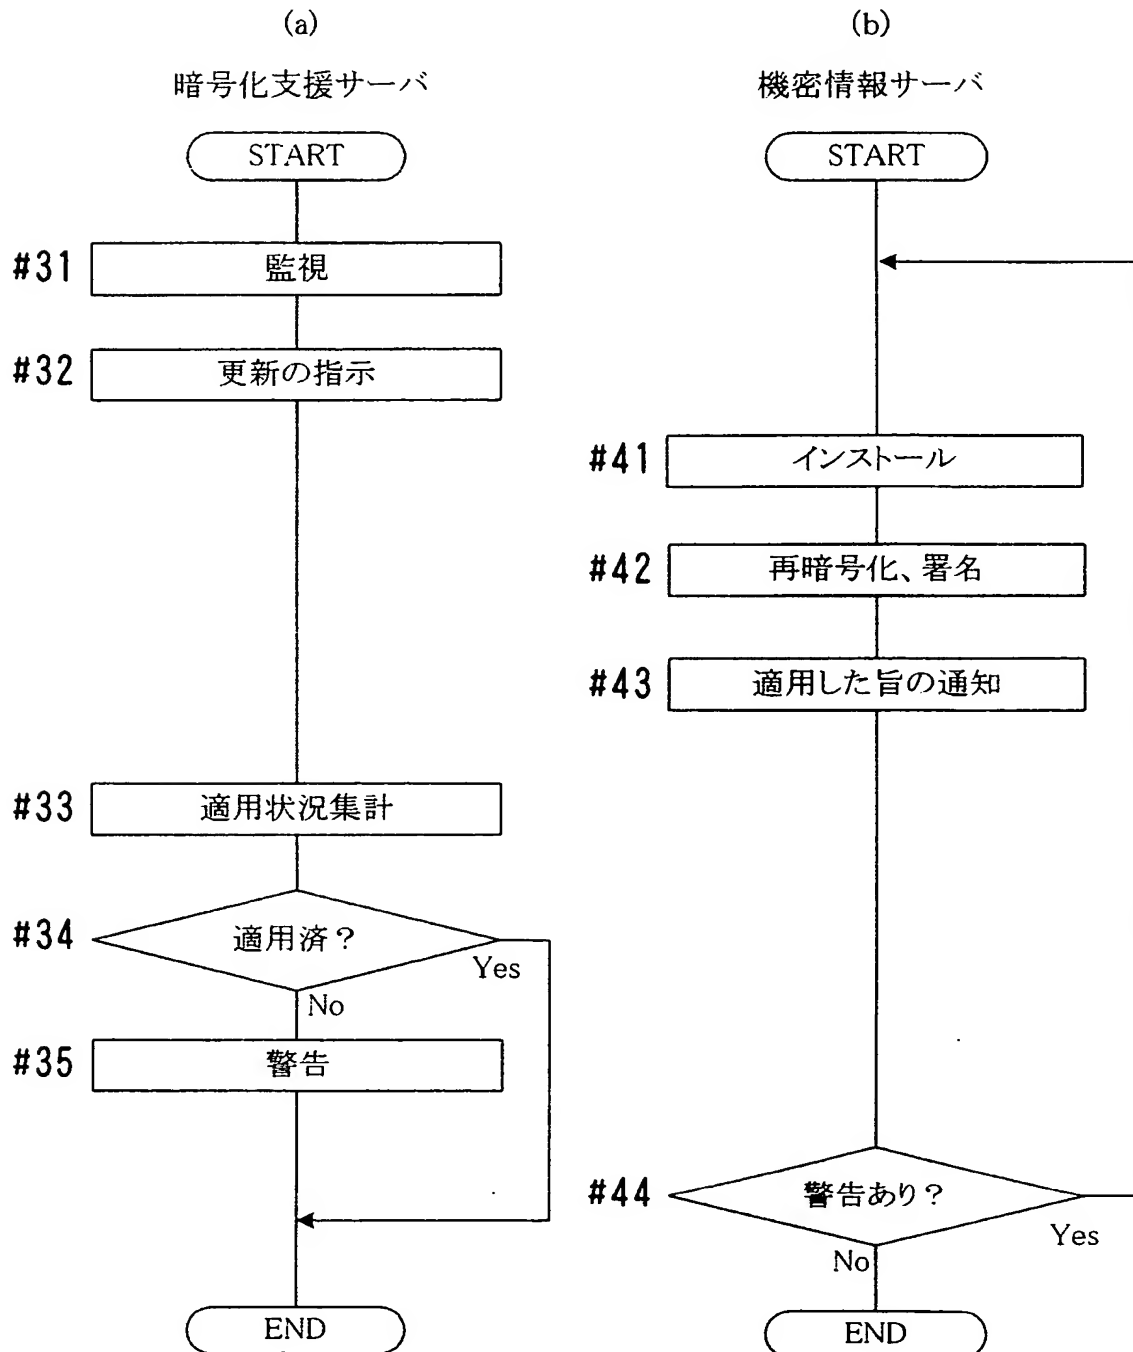 (a)
暗号化支援サーバ
START
#31 監視
#32 更新の指示
#33 適用状況集計
#34 適用済？
Yes
No
#35 警告
END
(b)
機密情報サーバ
START
#41 インストール
#42 再暗号化、署名
#43 適用した旨の通知
#44 警告あり？
Yes
No
END